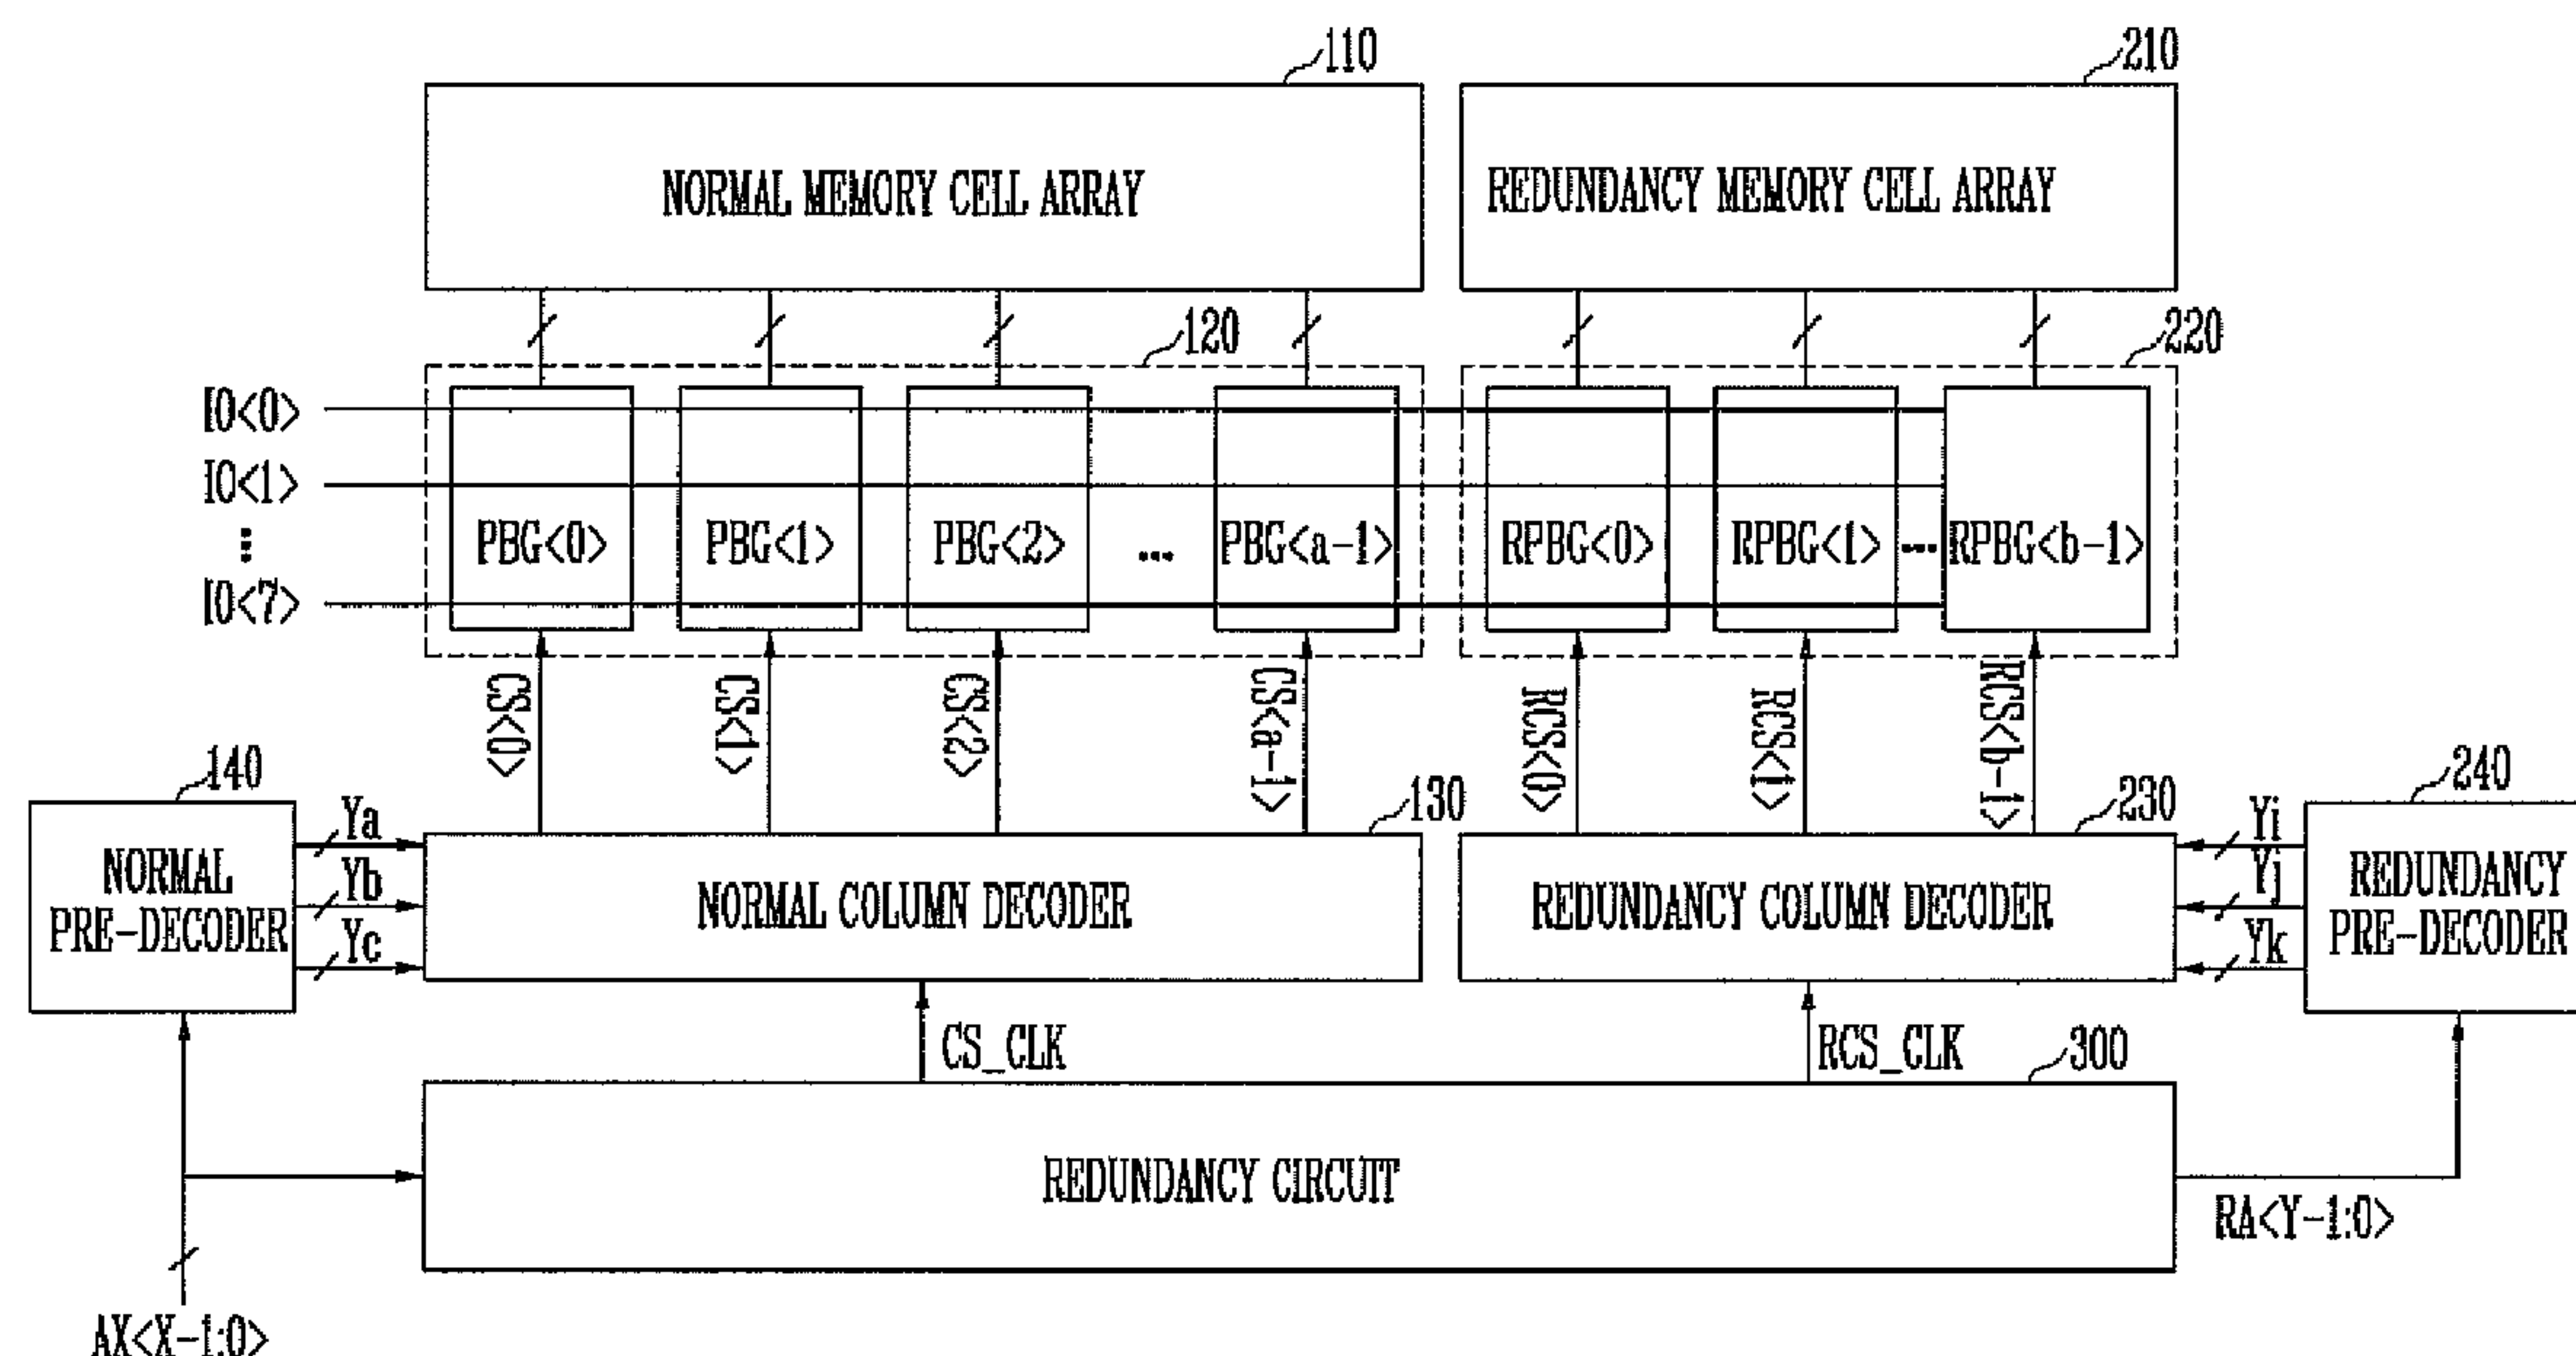 110
210
NORMAL MEMORY CELL ARRAY
REDUNDANCY MEMORY CELL ARRAY
120
220
IO<0>
IO<1>
⋮
IO<7>
PBG<0>
PBG<1>
PBG<2>
...
PBG<a-1>
RPBG<0>
RPBG<1>
...
RPBG<b-1>
CS<0>
CS<1>
CS<2>
CS<a-1>
RCS<0>
RCS<1>
RCS<b-1>
140
130
230
240
NORMAL
PRE-DECODER
Ya
Yb
Yc
NORMAL COLUMN DECODER
REDUNDANCY COLUMN DECODER
Yi
Yj
Yk
REDUNDANCY
PRE-DECODER
CS_CLK
RCS_CLK
300
REDUNDANCY CIRCUIT
RA<Y-1:0>
AX<X-1:0>